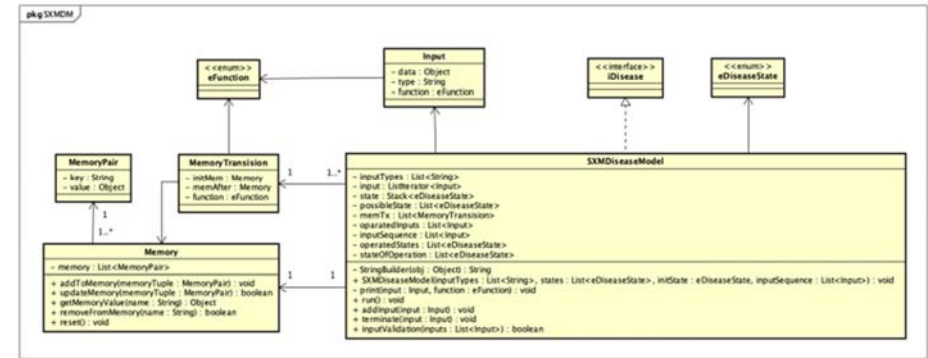 pkg SXMDM
<<enum>>
eFunction
Input
- data : Object
- type : String
- function : eFunction
<<interface>>
iDisease
<<enum>>
eDiseaseState
MemoryPair
- key : String
- value : Object
MemoryTransision
- initMem : Memory
- memAfter : Memory
- function : eFunction
1
1..*
SXMDiseaseModel
- inputTypes : List<String>
- input : ListIterator<Input>
- state : Stack<eDiseaseState>
- possibleState : List<eDiseaseState>
- memTx : List<MemoryTransision>
- oparatedInputs : List<Input>
- inputSequence : List<Input>
- operatedStates : List<eDiseaseState>
- stateOfOperation : List<eDiseaseState>
- StringBuilder(obj : Object) : String
+ SXMDiseaseModel(inputTypes : List<String>, states : List<eDiseaseState>, initState : eDiseaseState, inputSequence : List<Input>) : void
- print(input : Input, function : eFunction) : void
+ run() : void
+ addInput(input : Input) : void
+ terminate(input : Input) : void
+ inputValidation(inputs : List<Input>) : boolean
1
1..*
Memory
- memory : List<MemoryPair>
+ addToMemory(memoryTuple : MemoryPair) : void
+ updateMemory(memoryTuple : MemoryPair) : boolean
+ getMemoryValue(name : String) : Object
+ removeFromMemory(name : String) : boolean
+ reset() : void
1
1